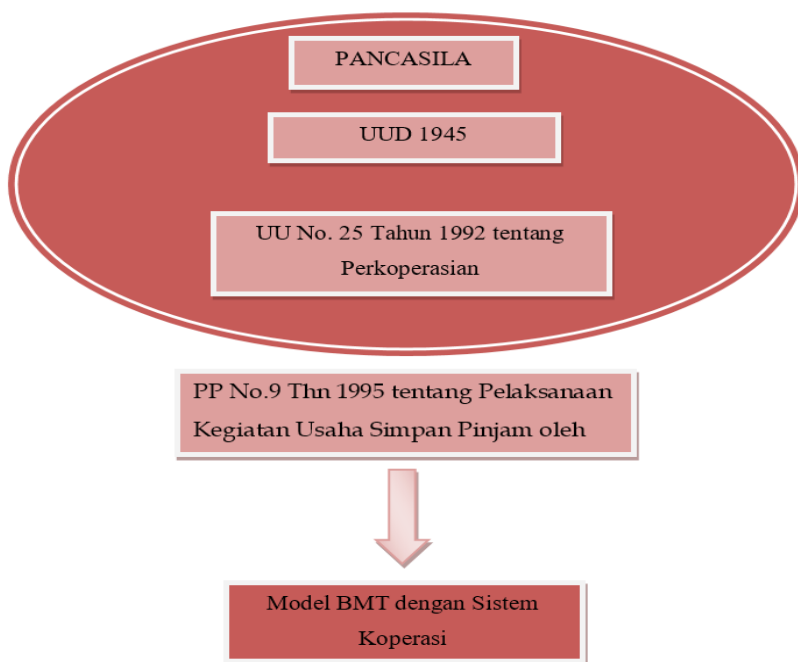 PANCASILA
UUD 1945
UU No. 25 Tahun 1992 tentang
Perkoperasian
PP No.9 Thn 1995 tentang Pelaksanaan
Kegiatan Usaha Simpan Pinjam oleh
Model BMT dengan Sistem
Koperasi